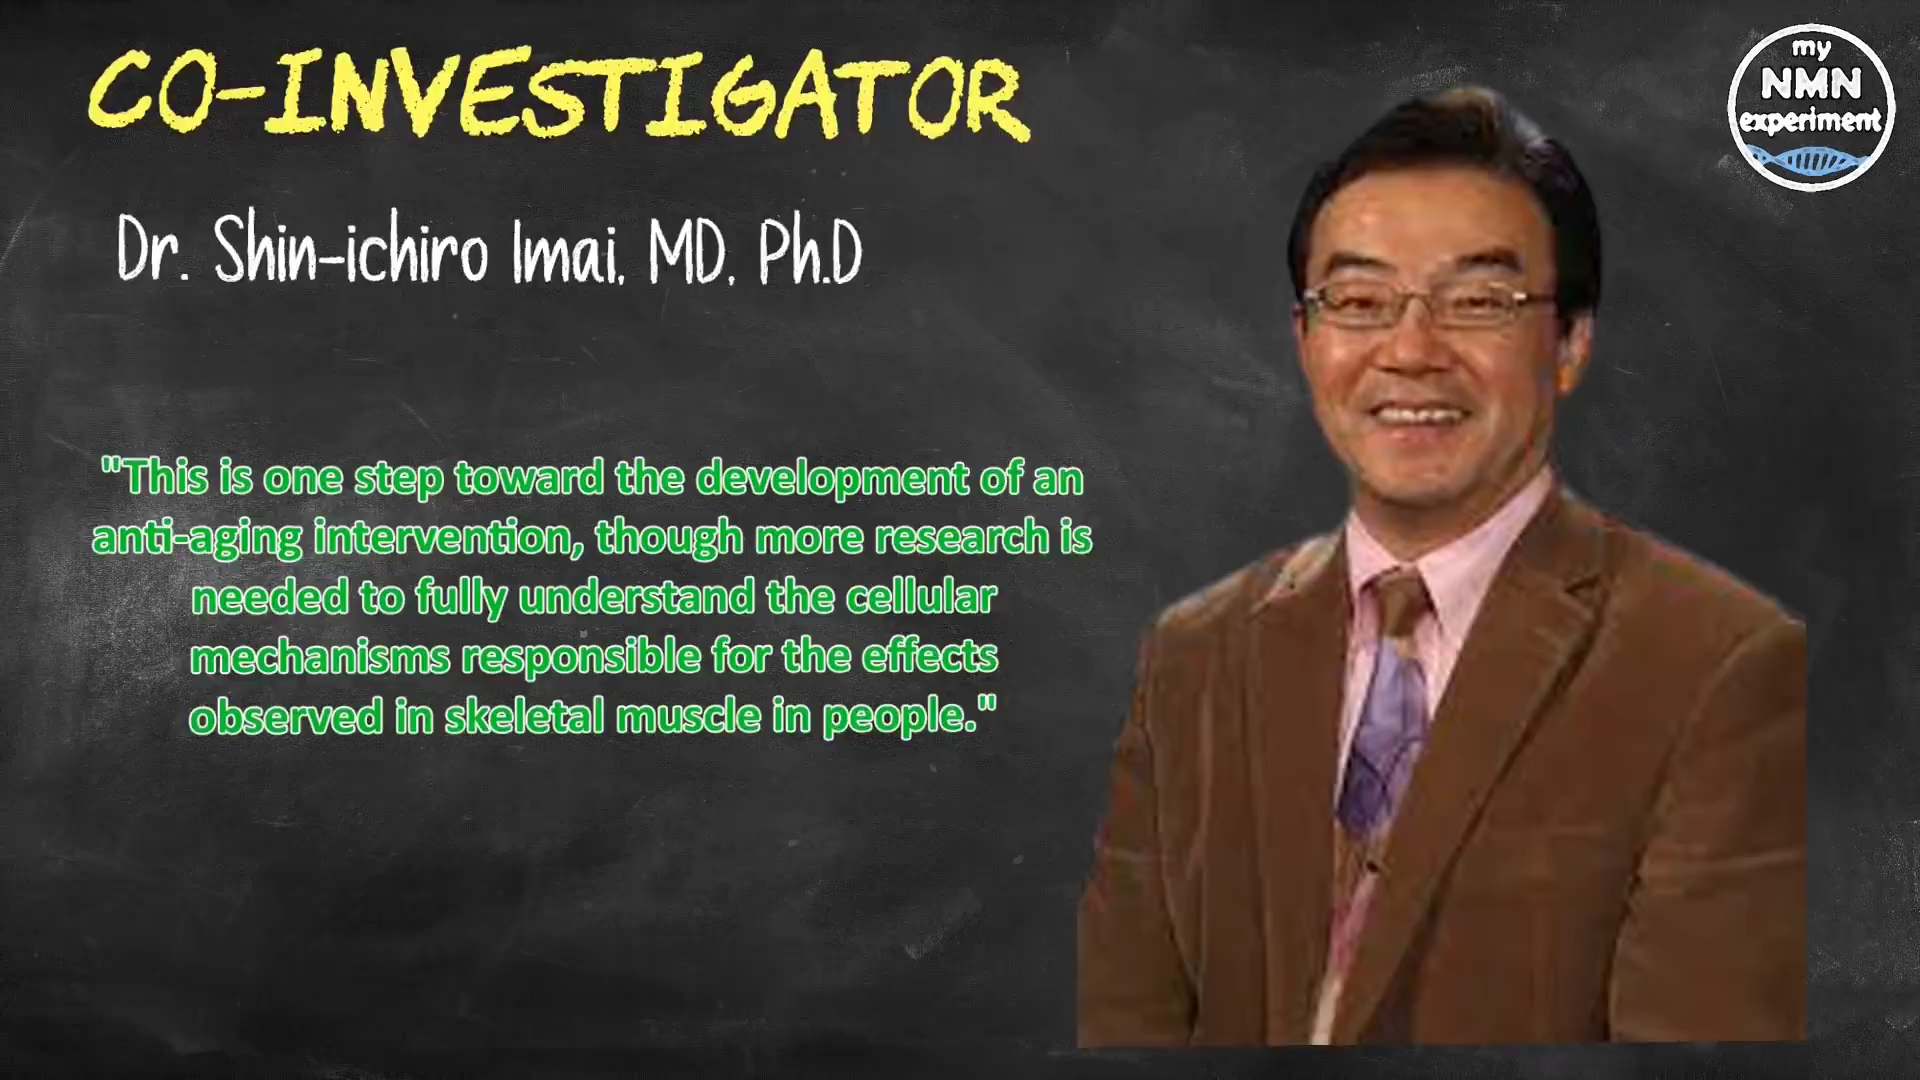 CO-INVESTIGATOR
my
NMN
experiment
Dr. Shin-ichiro Imai, MD, Ph.D
"This is one step toward the development of an
anti-aging intervention, though more research is
needed to fully understand the cellular
mechanisms responsible for the effects
observed in skeletal muscle in people."